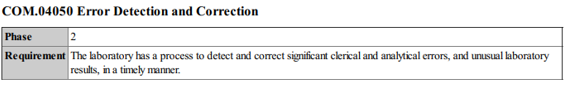 COM.04050 Error Detection and Correction
Phase 2
Requirement The laboratory has a process to detect and correct significant clerical and analytical errors, and unusual laboratory
results, in a timely manner.